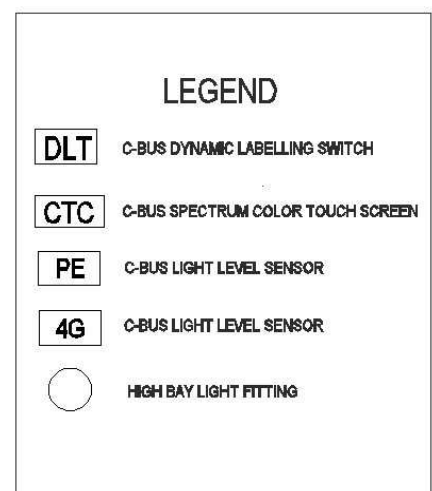 LEGEND
DLT C-BUS DYNAMIC LABELLING SWITCH
CTC C-BUS SPECTRUM COLOR TOUCH SCREEN
PE C-BUS LIGHT LEVEL SENSOR
4G C-BUS LIGHT LEVEL SENSOR
HIGH BAY LIGHT FITTING